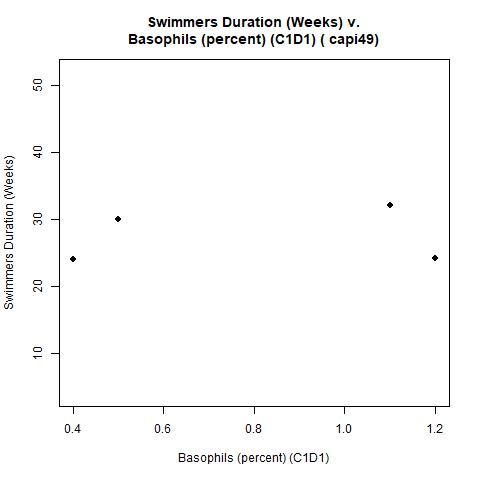 Swimmers Duration (Weeks) v.
Basophils (percent) (C1D1) ( capi49)
Swimmers Duration (Weeks)
50
40
30
20
10
0.4 0.6 0.8 1.0 1.2
Basophils (percent) (C1D1)